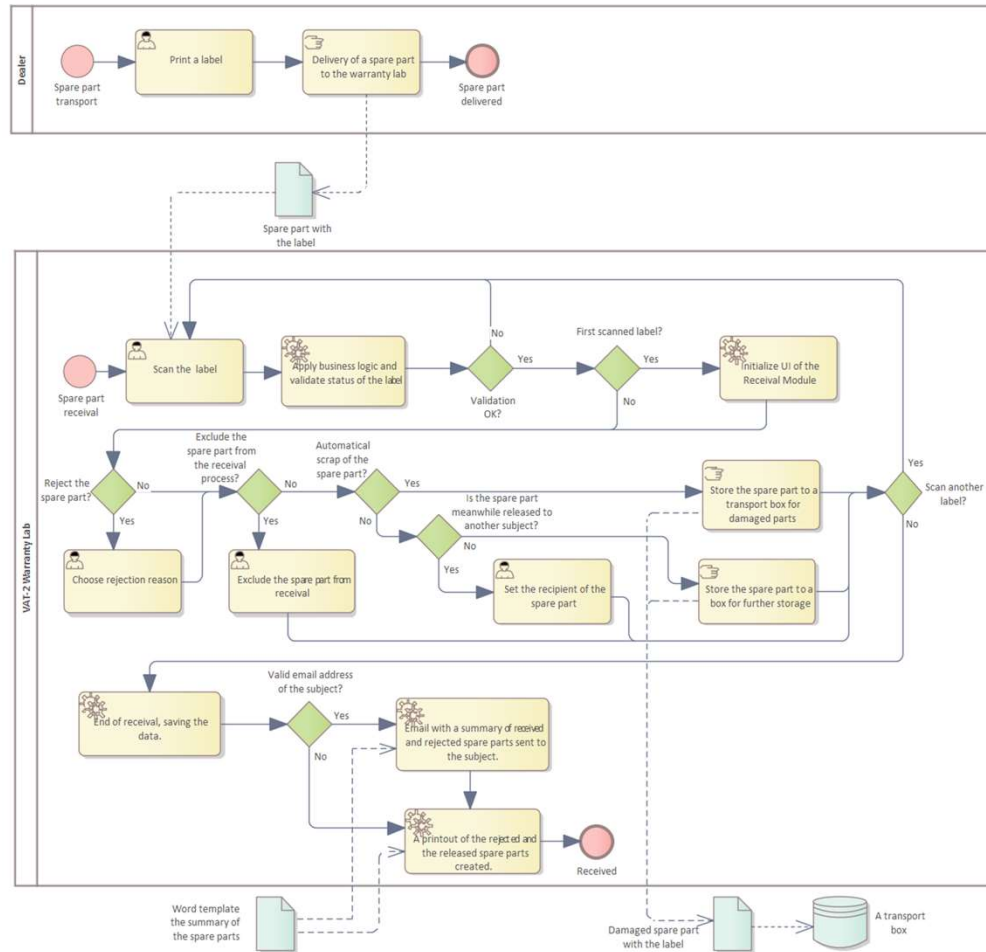 Dealer
Spare part
transport
Print a label
Delivery of a spare part
to the warranty lab
Spare part
delivered
Spare part with
the label
VAT-2 Warranty Lab
Spare part
receival
Scan the label
Apply business logic and
validate status of the label
No
Yes
Validation
OK?
First scanned label?
Yes
No
Initialize UI of the
Receival Module
Reject the
spare part?
No
Yes
Choose rejection reason
Exclude the
spare part from
the receival
process?
No
Yes
Exclude the spare part from
receival
Automatical
scrap of the
spare part?
Yes
No
Is the spare part
meanwhile released to
another subject?
No
Yes
Set the recipient of the
spare part
Store the spare part to a
transport box for
damaged parts
Store the spare part to a
box for further storage
Yes
Scan another
label?
No
End of receival, saving the
data.
Valid email address
of the subject?
Yes
No
Email with a summary of received
and rejected spare parts sent to
the subject.
A printout of the rejected and
the released spare parts
created.
Received
Word template
the summary of
the spare parts
Damaged spare part
with the label
A transport
box